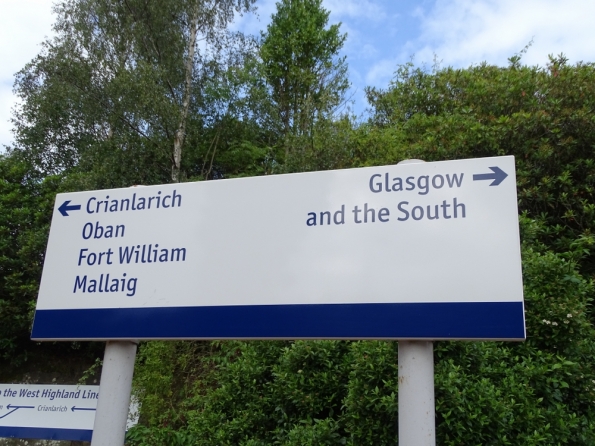 ← Crianlarich
Oban
Fort William
Mallaig
Glasgow →
and the South
the West Highland Line
Crianlarich ←